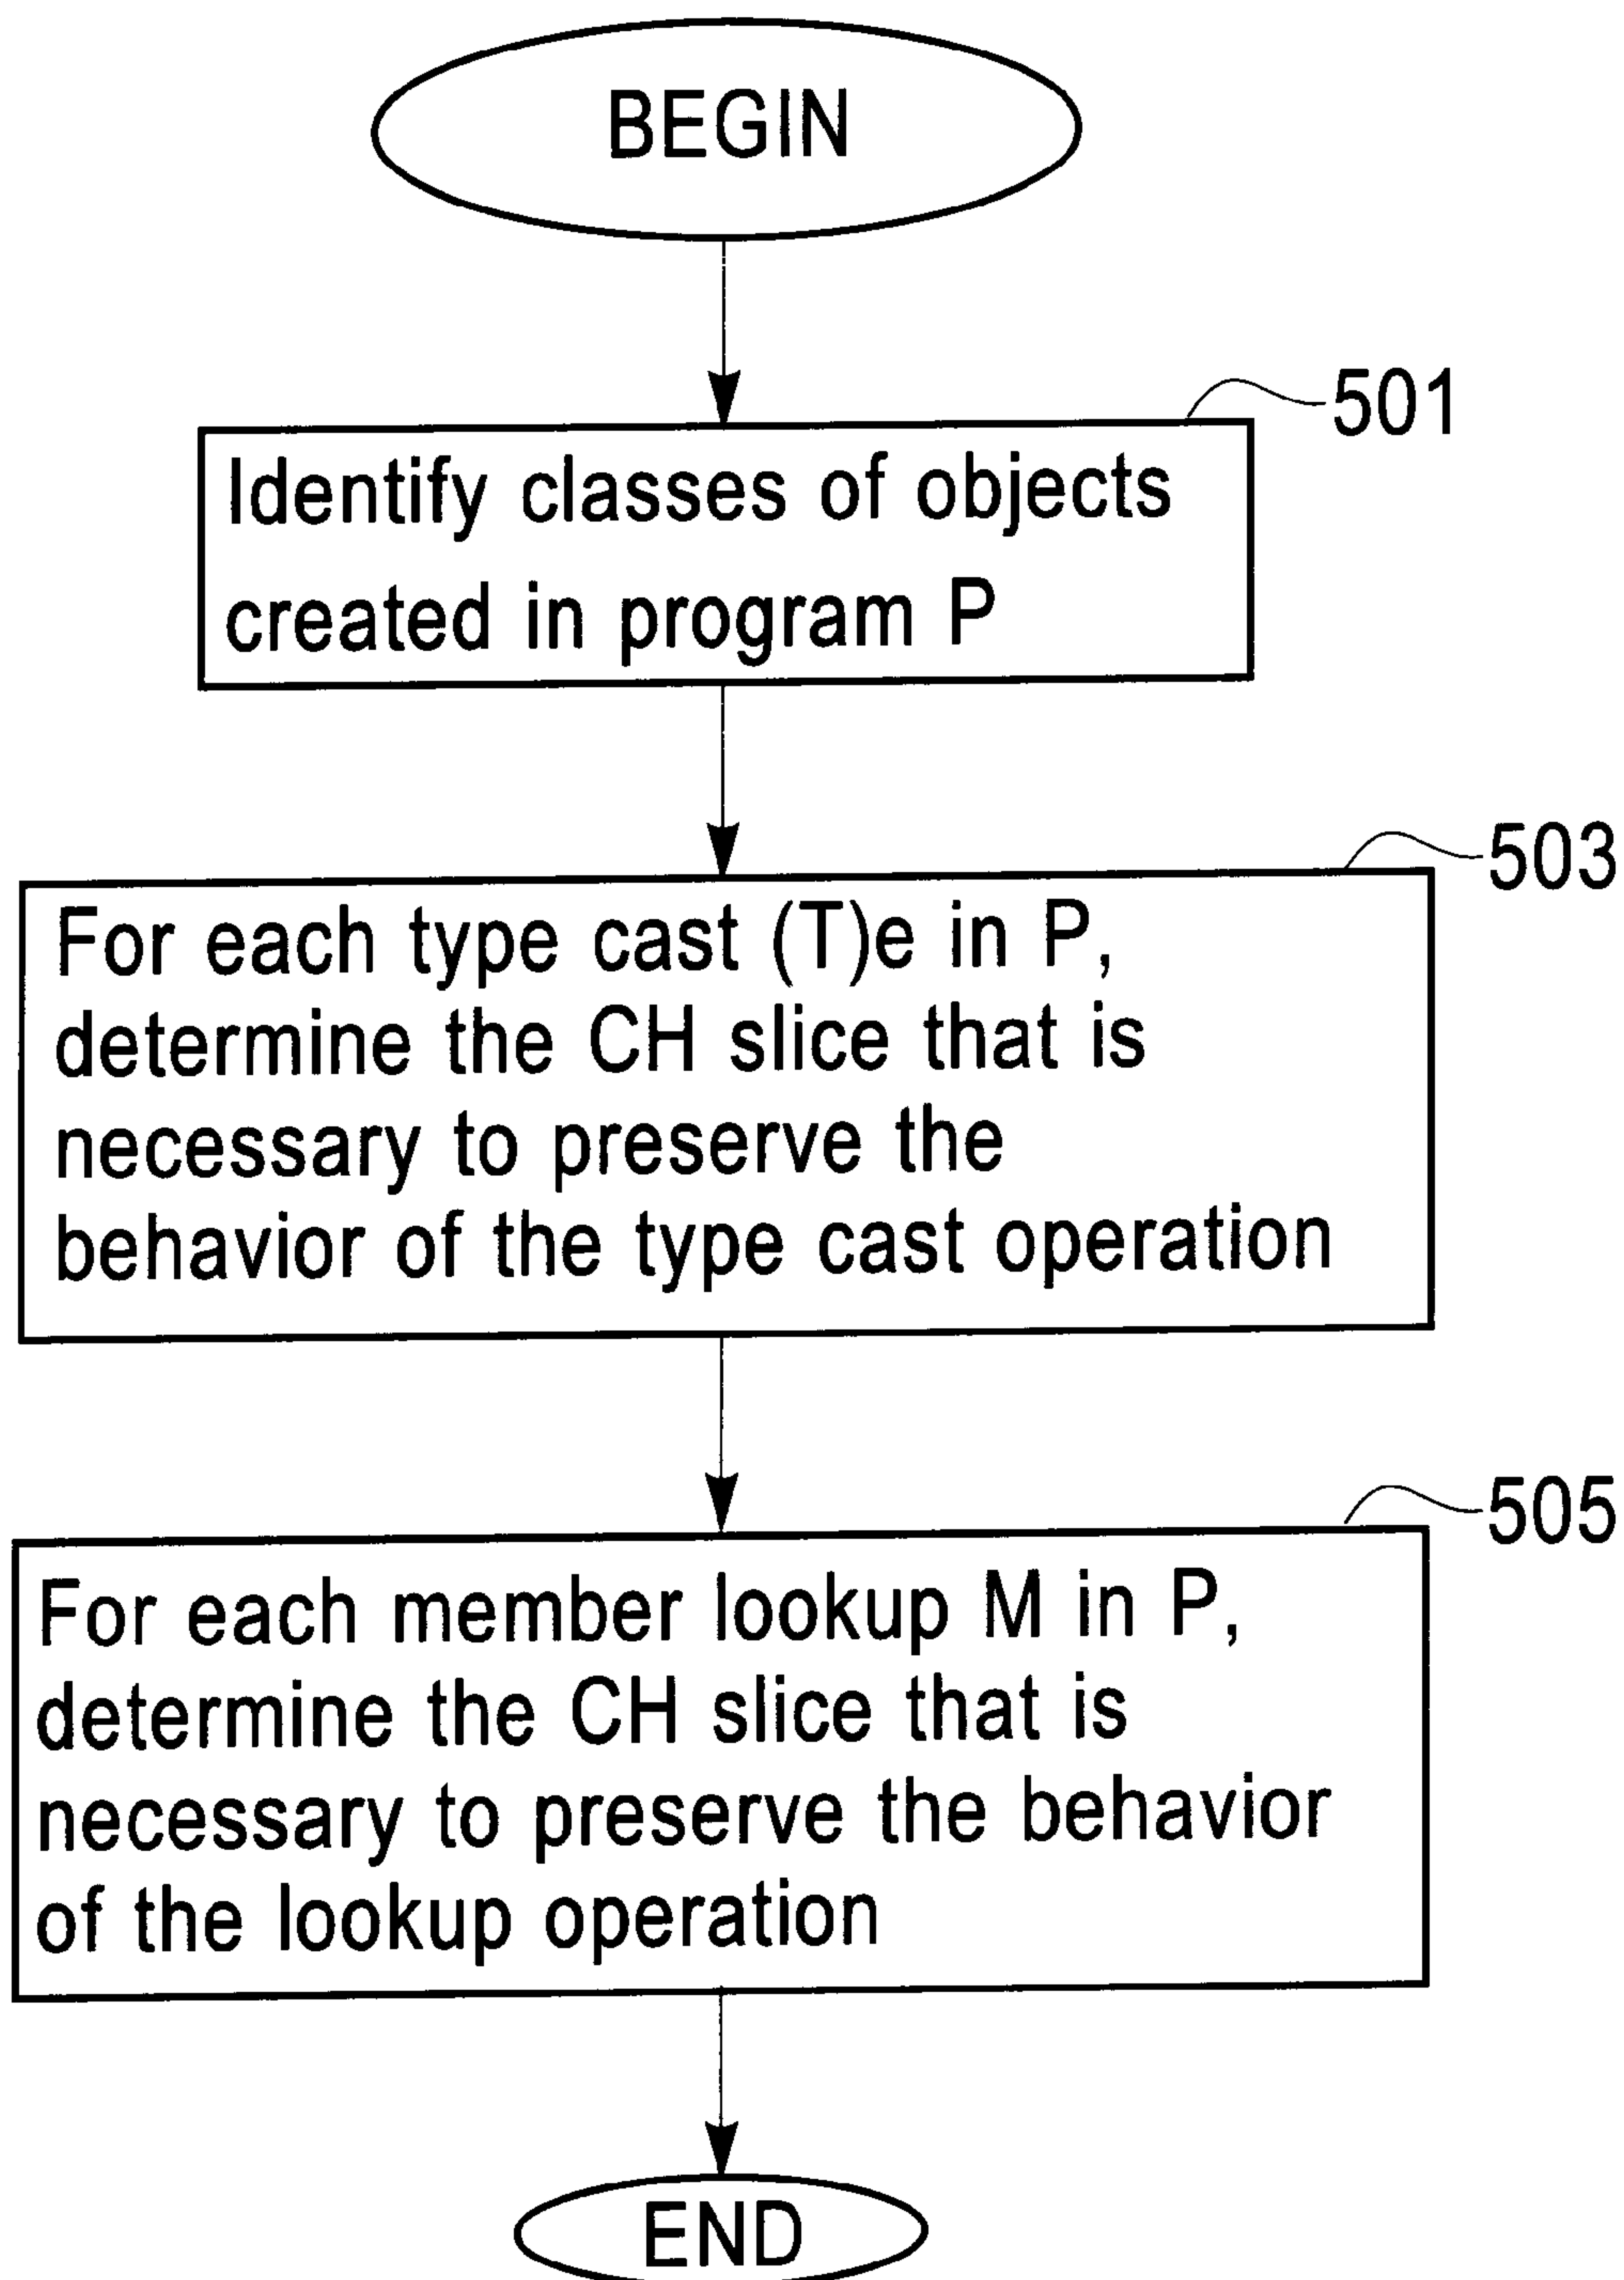 BEGIN
501
Identify classes of objects
created in program P
503
For each type cast (T)e in P,
determine the CH slice that is
necessary to preserve the
behavior of the type cast operation
505
For each member lookup M in P,
determine the CH slice that is
necessary to preserve the behavior
of the lookup operation
END